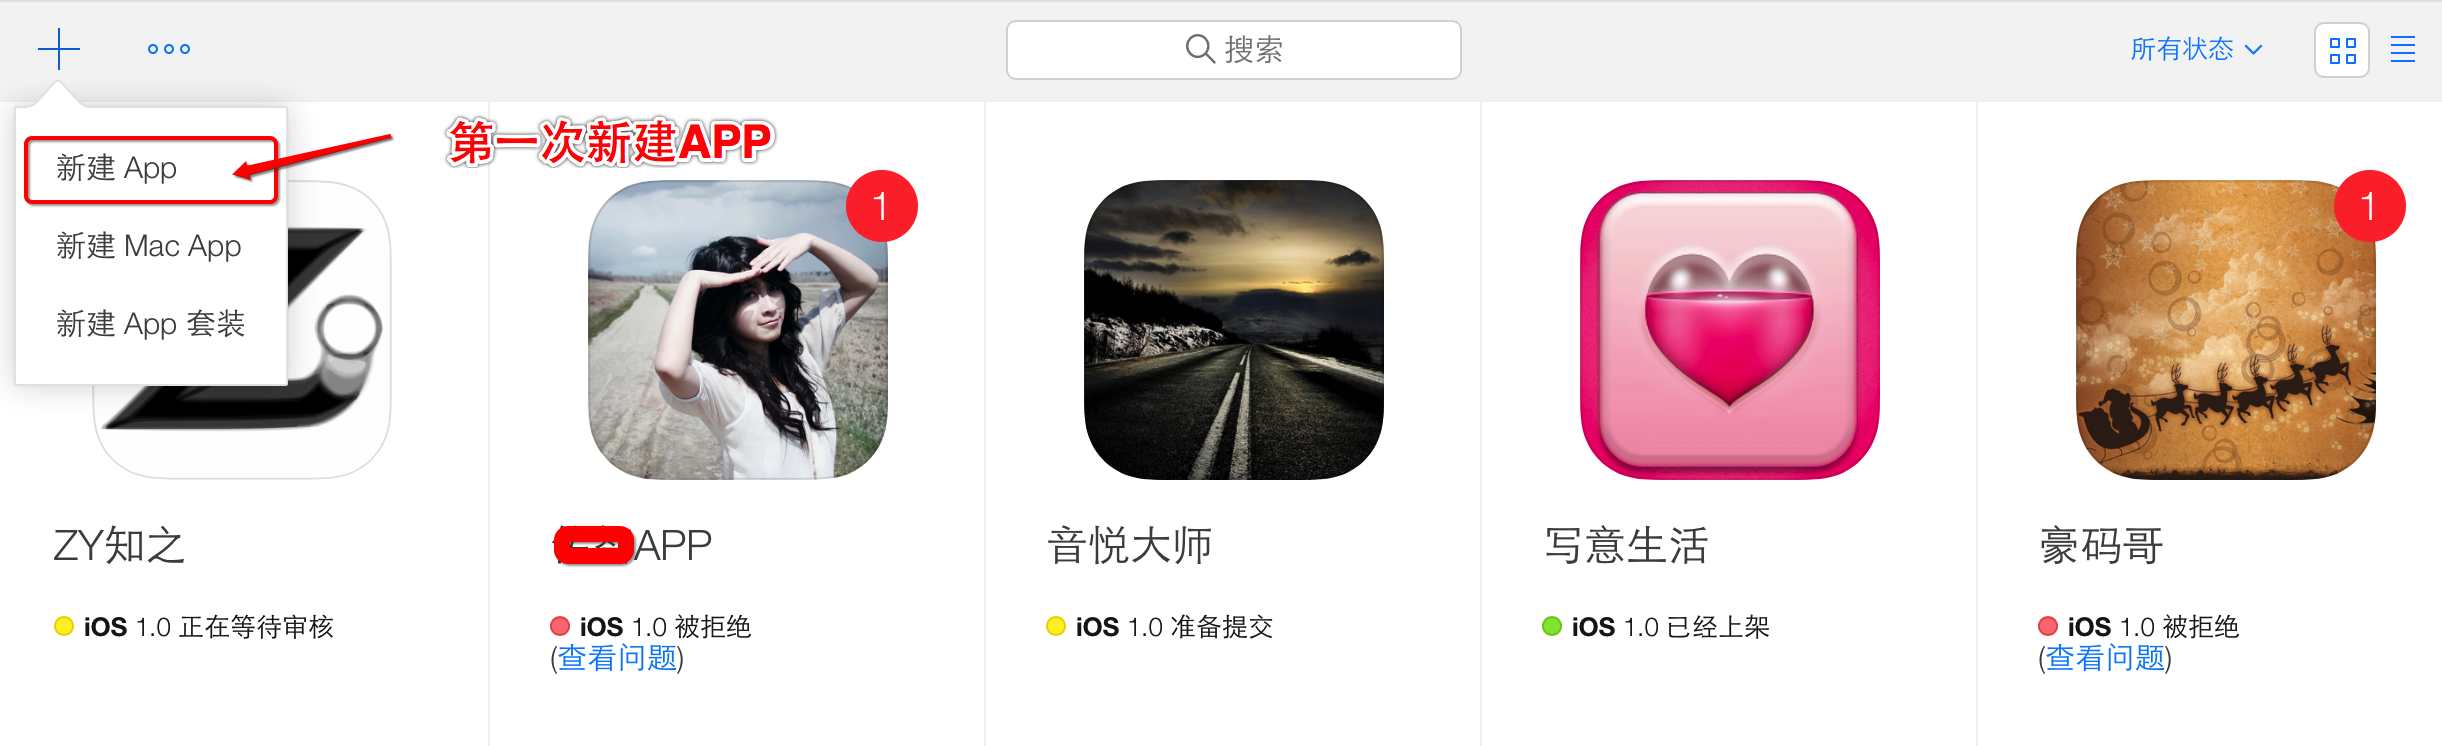 搜索
所有状态
第一次新建APP
新建 App
新建 Mac App
新建 App 套装
1
1
ZY知之
APP
音悦大师
写意生活
豪码哥
iOS 1.0 正在等待审核
iOS 1.0 被拒绝
(查看问题)
iOS 1.0 准备提交
iOS 1.0 已经上架
iOS 1.0 被拒绝
(查看问题)